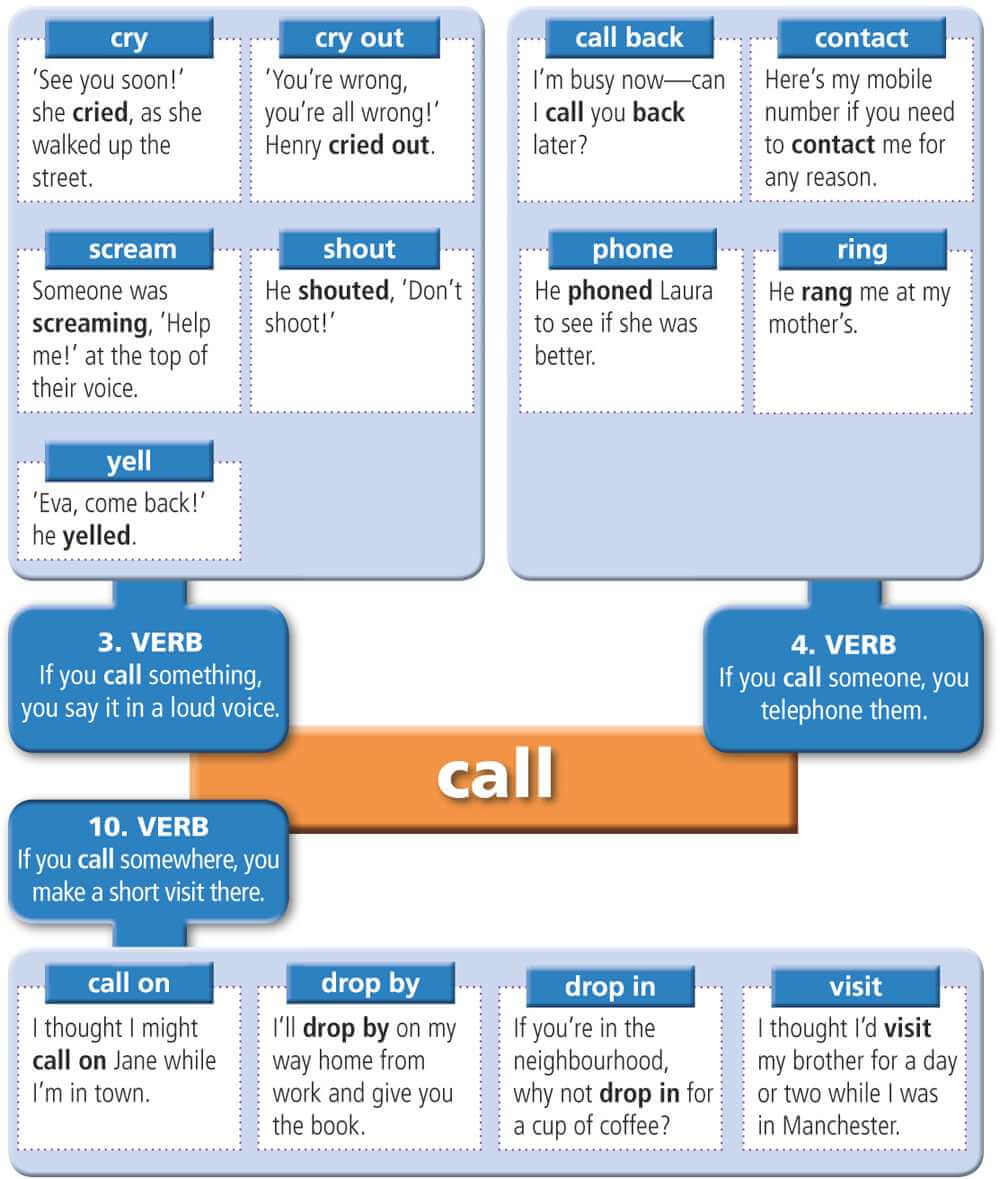 cry
'See you soon!'
she cried, as she
walked up the
street.
cry out
'You're wrong,
you're all wrong!'
Henry cried out.
scream
Someone was
screaming, 'Help
me!' at the top of
their voice.
shout
He shouted, 'Don't
shoot!'
yell
'Eva, come back!'
he yelled.
call back
I'm busy now—can
I call you back
later?
contact
Here's my mobile
number if you need
to contact me for
any reason.
phone
He phoned Laura
to see if she was
better.
ring
He rang me at my
mother's.
3. VERB
If you call something,
you say it in a loud voice.
4. VERB
If you call someone, you
telephone them.
call
10. VERB
If you call somewhere, you
make a short visit there.
call on
I thought I might
call on Jane while
I'm in town.
drop by
I'll drop by on my
way home from
work and give you
the book.
drop in
If you're in the
neighbourhood,
why not drop in for
a cup of coffee?
visit
I thought I'd visit
my brother for a day
or two while I was
in Manchester.